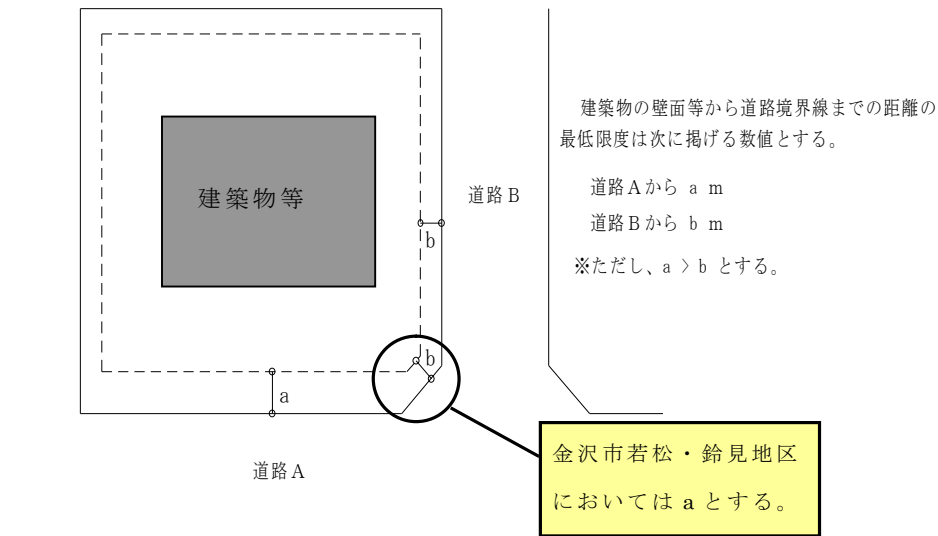 建築物の壁面等から道路境界線までの距離の
最低限度は次に掲げる数値とする。
建築物等
道路B
道路Aから a m
b
道路Bから b m
※ただし、a > b とする。
b
a
道路A
金沢市若松・鈴見地区
においては a とする。